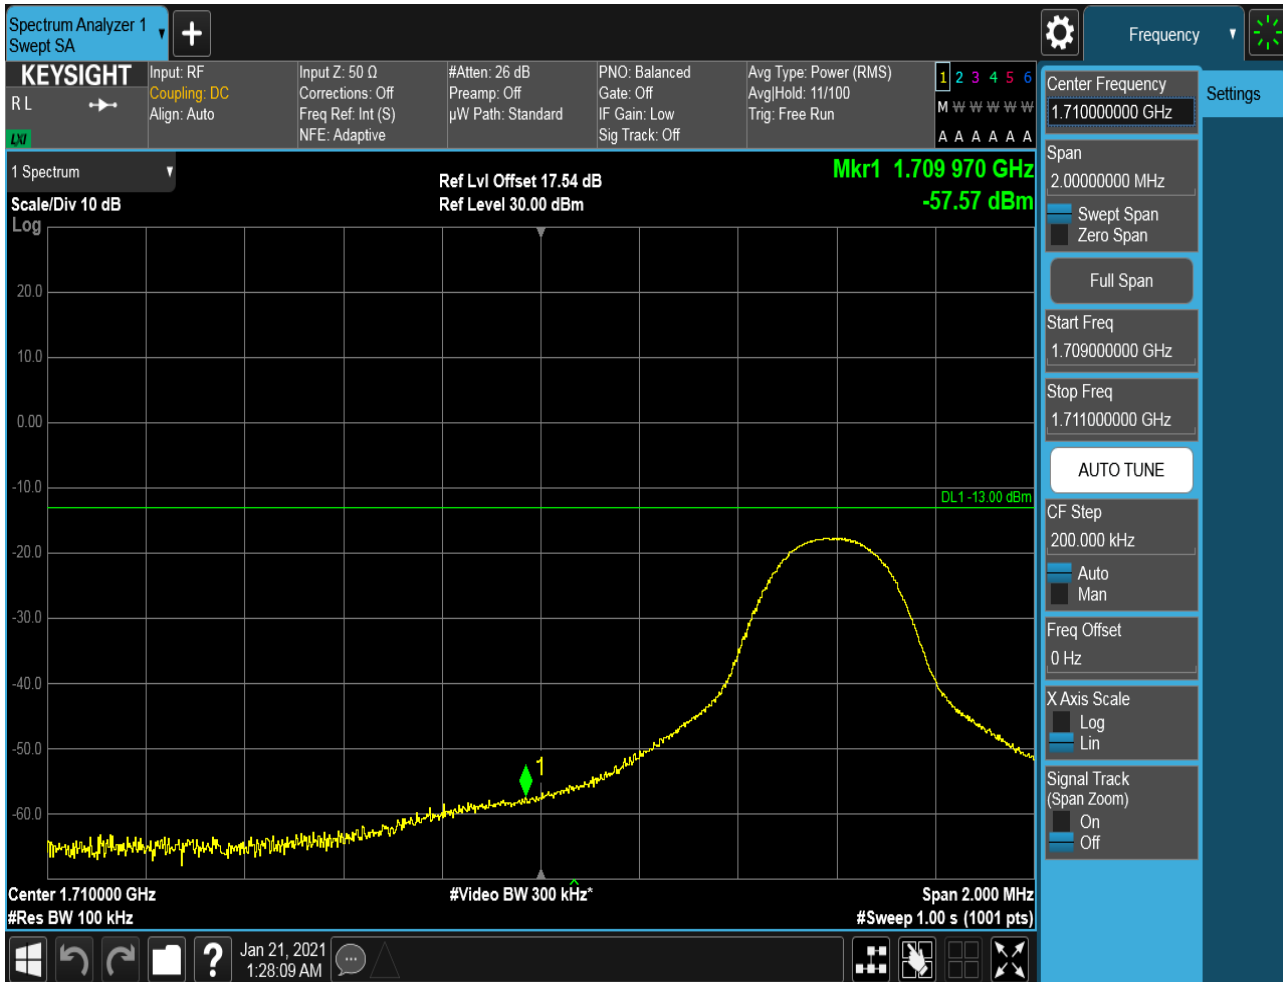 Spectrum Analyzer 1
Swept SA
Frequency
KEYSIGHT
R L
LXI
Input: RF
Coupling: DC
Align: Auto
Input Z: 50 Ω
Corrections: Off
Freq Ref: Int (S)
NFE: Adaptive
#Atten: 26 dB
Preamp: Off
µW Path: Standard
PNO: Balanced
Gate: Off
IF Gain: Low
Sig Track: Off
Avg Type: Power (RMS)
Avg|Hold: 11/100
Trig: Free Run
1 2 3 4 5 6
M W W W W W
A A A A A A
1 Spectrum
Scale/Div 10 dB
Log
Ref Lvl Offset 17.54 dB
Ref Level 30.00 dBm
Mkr1 1.709 970 GHz
-57.57 dBm
20.0
10.0
0.00
-10.0
DL1 -13.00 dBm
-20.0
-30.0
-40.0
-50.0
1
-60.0
Center 1.710000 GHz
#Video BW 300 kHz*
Span 2.000 MHz
#Res BW 100 kHz
#Sweep 1.00 s (1001 pts)
?
Jan 21, 2021
1:28:09 AM
Center Frequency
1.710000000 GHz
Settings
Span
2.00000000 MHz
Swept Span
Zero Span
Full Span
Start Freq
1.709000000 GHz
Stop Freq
1.711000000 GHz
AUTO TUNE
CF Step
200.000 kHz
Auto
Man
Freq Offset
0 Hz
X Axis Scale
Log
Lin
Signal Track
(Span Zoom)
On
Off